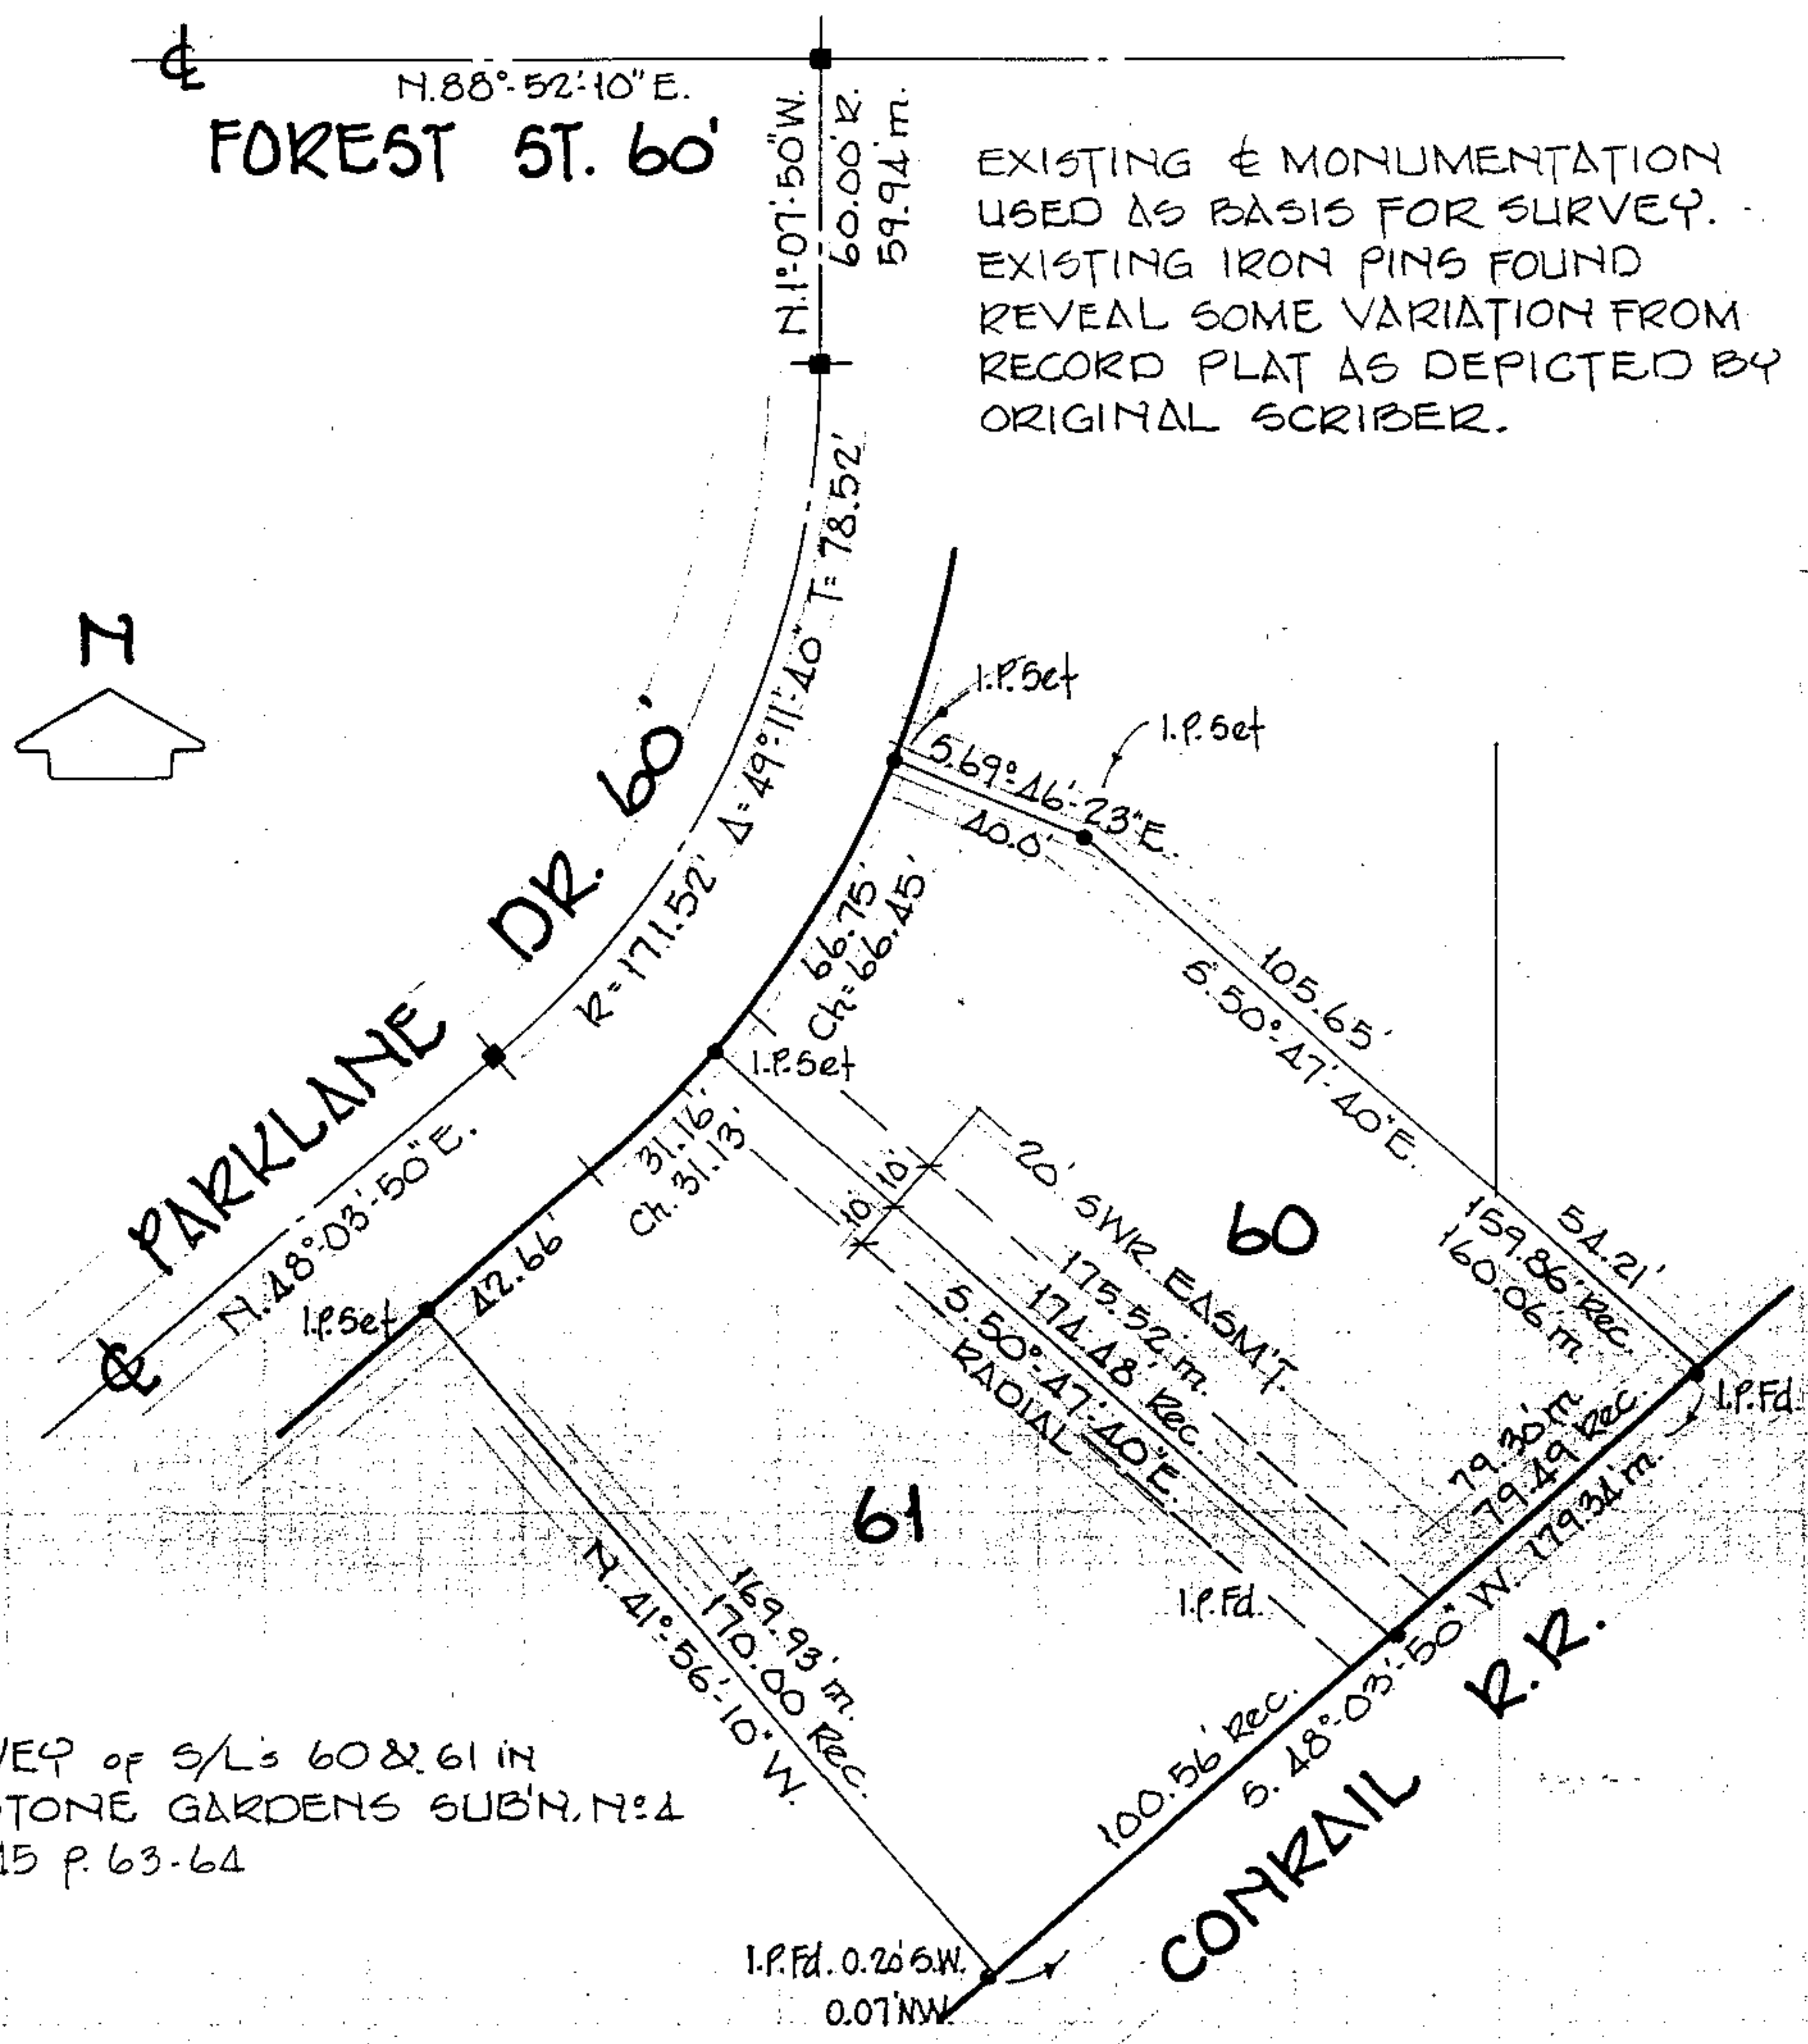 ℄
N.88°-52'-10"E.
FOREST ST. 60'
N.1°-07'-50"W.
60.00' R.
59.94' m.
EXISTING ℄ MONUMENTATION
USED AS BASIS FOR SURVEY.
EXISTING IRON PINS FOUND
REVEAL SOME VARIATION FROM
RECORD PLAT AS DEPICTED BY
ORIGINAL SCRIBER.
N
R=171.52' Δ=49°-11'-40" T=78.52'
PARKLANE DR. 60'
I.P. Set
I.P. Set
S.69°-46'-23"E.
40.0'
66.75'
Ch=66.45'
105.65'
S.50°-47'-40"E.
I.P. Set
31.16'
Ch. 31.13'
N.48°-03'-50"E.
℄
I.P. Set
42.66'
10' 10'
20' SWR. EASM'T.
60
54.21'
159.86' Rec.
160.06' m.
175.52' m.
174.48' Rec.
S.50°-47'-40"E.
RADIAL
I.P. Fd.
79.30' m.
79.49 Rec.
61
I.P. Fd.
169.93' m.
170.00 Rec.
N.41°-56'-10"W.
100.56' Rec.
S.48°-03'-50"W. 179.34' m.
CONRAIL R.R.
VEY of S/L's 60 & 61 IN
STONE GARDENS SUB'N. Nº4
15 P. 63-64
I.P. Fd. 0.20' S.W.
0.07' NW.